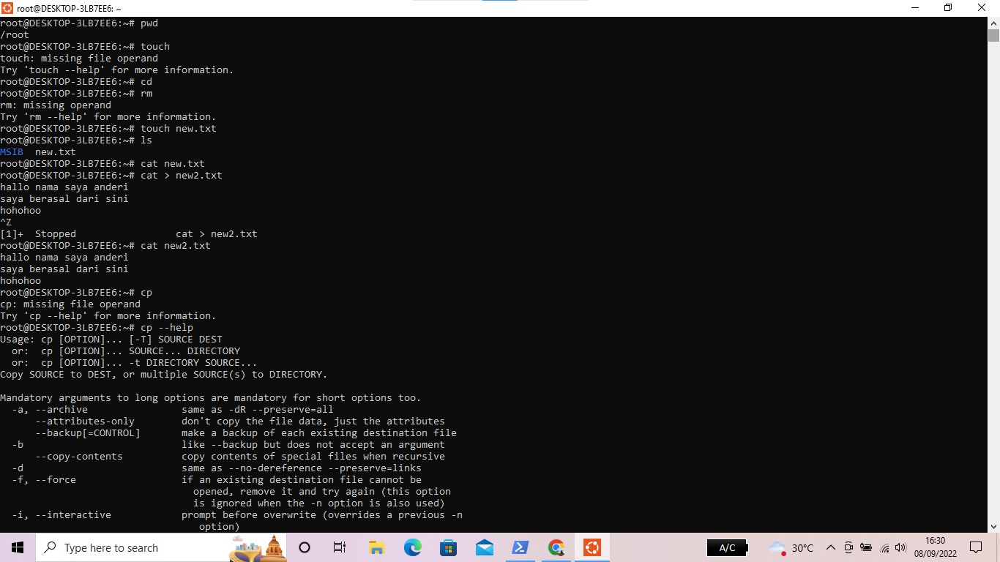 root@DESKTOP-3LB7EE6: ~
root@DESKTOP-3LB7EE6:~# pwd
/root
root@DESKTOP-3LB7EE6:~# touch
touch: missing file operand
Try 'touch --help' for more information.
root@DESKTOP-3LB7EE6:~# cd
root@DESKTOP-3LB7EE6:~# rm
rm: missing operand
Try 'rm --help' for more information.
root@DESKTOP-3LB7EE6:~# touch new.txt
root@DESKTOP-3LB7EE6:~# ls
MSIB  new.txt
root@DESKTOP-3LB7EE6:~# cat new.txt
root@DESKTOP-3LB7EE6:~# cat > new2.txt
hallo nama saya anderi
saya berasal dari sini
hohohoo
^Z
[1]+  Stopped                 cat > new2.txt
root@DESKTOP-3LB7EE6:~# cat new2.txt
hallo nama saya anderi
saya berasal dari sini
hohohoo
root@DESKTOP-3LB7EE6:~# cp
cp: missing file operand
Try 'cp --help' for more information.
root@DESKTOP-3LB7EE6:~# cp --help
Usage: cp [OPTION]... [-T] SOURCE DEST
  or:  cp [OPTION]... SOURCE... DIRECTORY
  or:  cp [OPTION]... -t DIRECTORY SOURCE...
Copy SOURCE to DEST, or multiple SOURCE(s) to DIRECTORY.

Mandatory arguments to long options are mandatory for short options too.
  -a, --archive                same as -dR --preserve=all
      --attributes-only        don't copy the file data, just the attributes
      --backup[=CONTROL]       make a backup of each existing destination file
  -b                           like --backup but does not accept an argument
      --copy-contents          copy contents of special files when recursive
  -d                           same as --no-dereference --preserve=links
  -f, --force                  if an existing destination file cannot be
                                 opened, remove it and try again (this option
                                 is ignored when the -n option is also used)
  -i, --interactive            prompt before overwrite (overrides a previous -n
                                  option)
Type here to search
A/C
30°C
16:30
08/09/2022